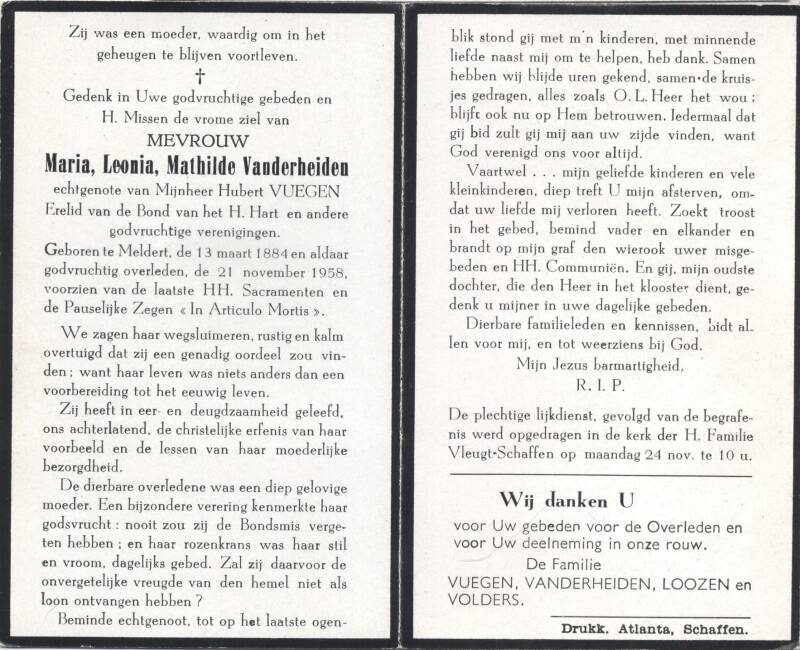 Zij was een moeder, waardig om in het
geheugen te blijven voortleven.
†
Gedenk in Uwe godvruchtige gebeden en
H. Missen de vrome ziel van
MEVROUW
Maria, Leonia, Mathilde Vanderheiden
echtgenote van Mijnheer Hubert VUEGEN
Erelid van de Bond van het H. Hart en andere
godvruchtige verenigingen.
Geboren te Meldert, de 13 maart 1884 en aldaar
godvruchtig overleden, de 21 november 1958,
voorzien van de laatste HH. Sacramenten en
de Pauselijke Zegen « In Articulo Mortis ».
We zagen haar wegsluimeren, rustig en kalm
overtuigd dat zij een genadig oordeel zou vin-
den ; want haar leven was niets anders dan een
voorbereiding tot het eeuwig leven.
Zij heeft in eer- en deugdzaamheid geleefd,
ons achterlatend, de christelijke erfenis van haar
voorbeeld en de lessen van haar moederlijke
bezorgdheid.
De dierbare overledene was een diep gelovige
moeder. Een bijzondere verering kenmerkte haar
godsvrucht : nooit zou zij de Bondsmis verge-
ten hebben ; en haar rozenkrans was haar stil
en vroom, dagelijks gebed. Zal zij daarvoor de
onvergetelijke vreugde van den hemel niet als
loon ontvangen hebben ?
Beminde echtgenoot, tot op het laatste ogen-
blik stond gij met m'n kinderen, met minnende
liefde naast mij om te helpen, heb dank. Samen
hebben wij blijde uren gekend, samen de kruis-
jes gedragen, alles zoals O. L. Heer het wou ;
blijft ook nu op Hem betrouwen. Iedermaal dat
gij bid zult gij mij aan uw zijde vinden, want
God verenigd ons voor altijd.
Vaartwel . . . mijn geliefde kinderen en vele
kleinkinderen, diep treft U mijn afsterven, om-
dat uw liefde mij verloren heeft. Zoekt troost
in het gebed, bemind vader en elkander en
brandt op mijn graf den wierook uwer misge-
beden en HH. Communiën. En gij, mijn oudste
dochter, die den Heer in het klooster dient, ge-
denk u mijner in uwe dagelijke gebeden.
Dierbare familieleden en kennissen, bidt al-
len voor mij, en tot weerziens bij God.
Mijn Jezus barmartigheid,
R. I. P.
De plechtige lijkdienst, gevolgd van de begrafe-
nis werd opgedragen in de kerk der H. Familie
Vleugt-Schaffen op maandag 24 nov. te 10 u.
Wij danken U
voor Uw gebeden voor de Overleden en
voor Uw deelneming in onze rouw.
De Familie
VUEGEN, VANDERHEIDEN, LOOZEN en
VOLDERS.
Drukk. Atlanta, Schaffen.